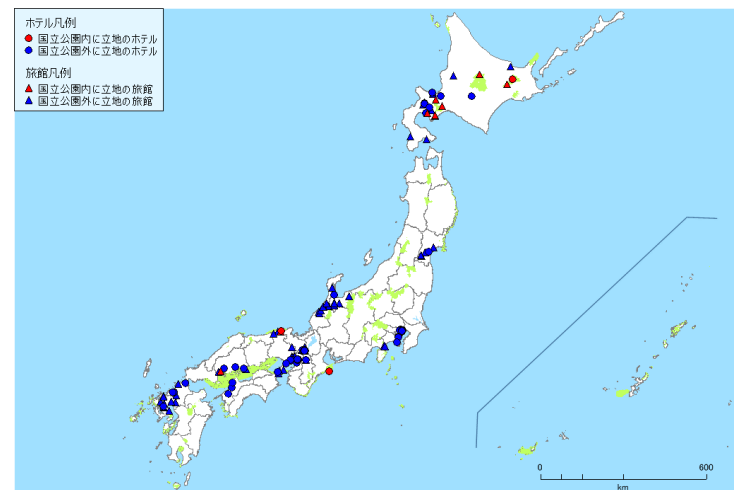 ホテル凡例
国立公園内に立地のホテル
国立公園外に立地のホテル
旅館凡例
国立公園内に立地の旅館
国立公園外に立地の旅館
0 600
km